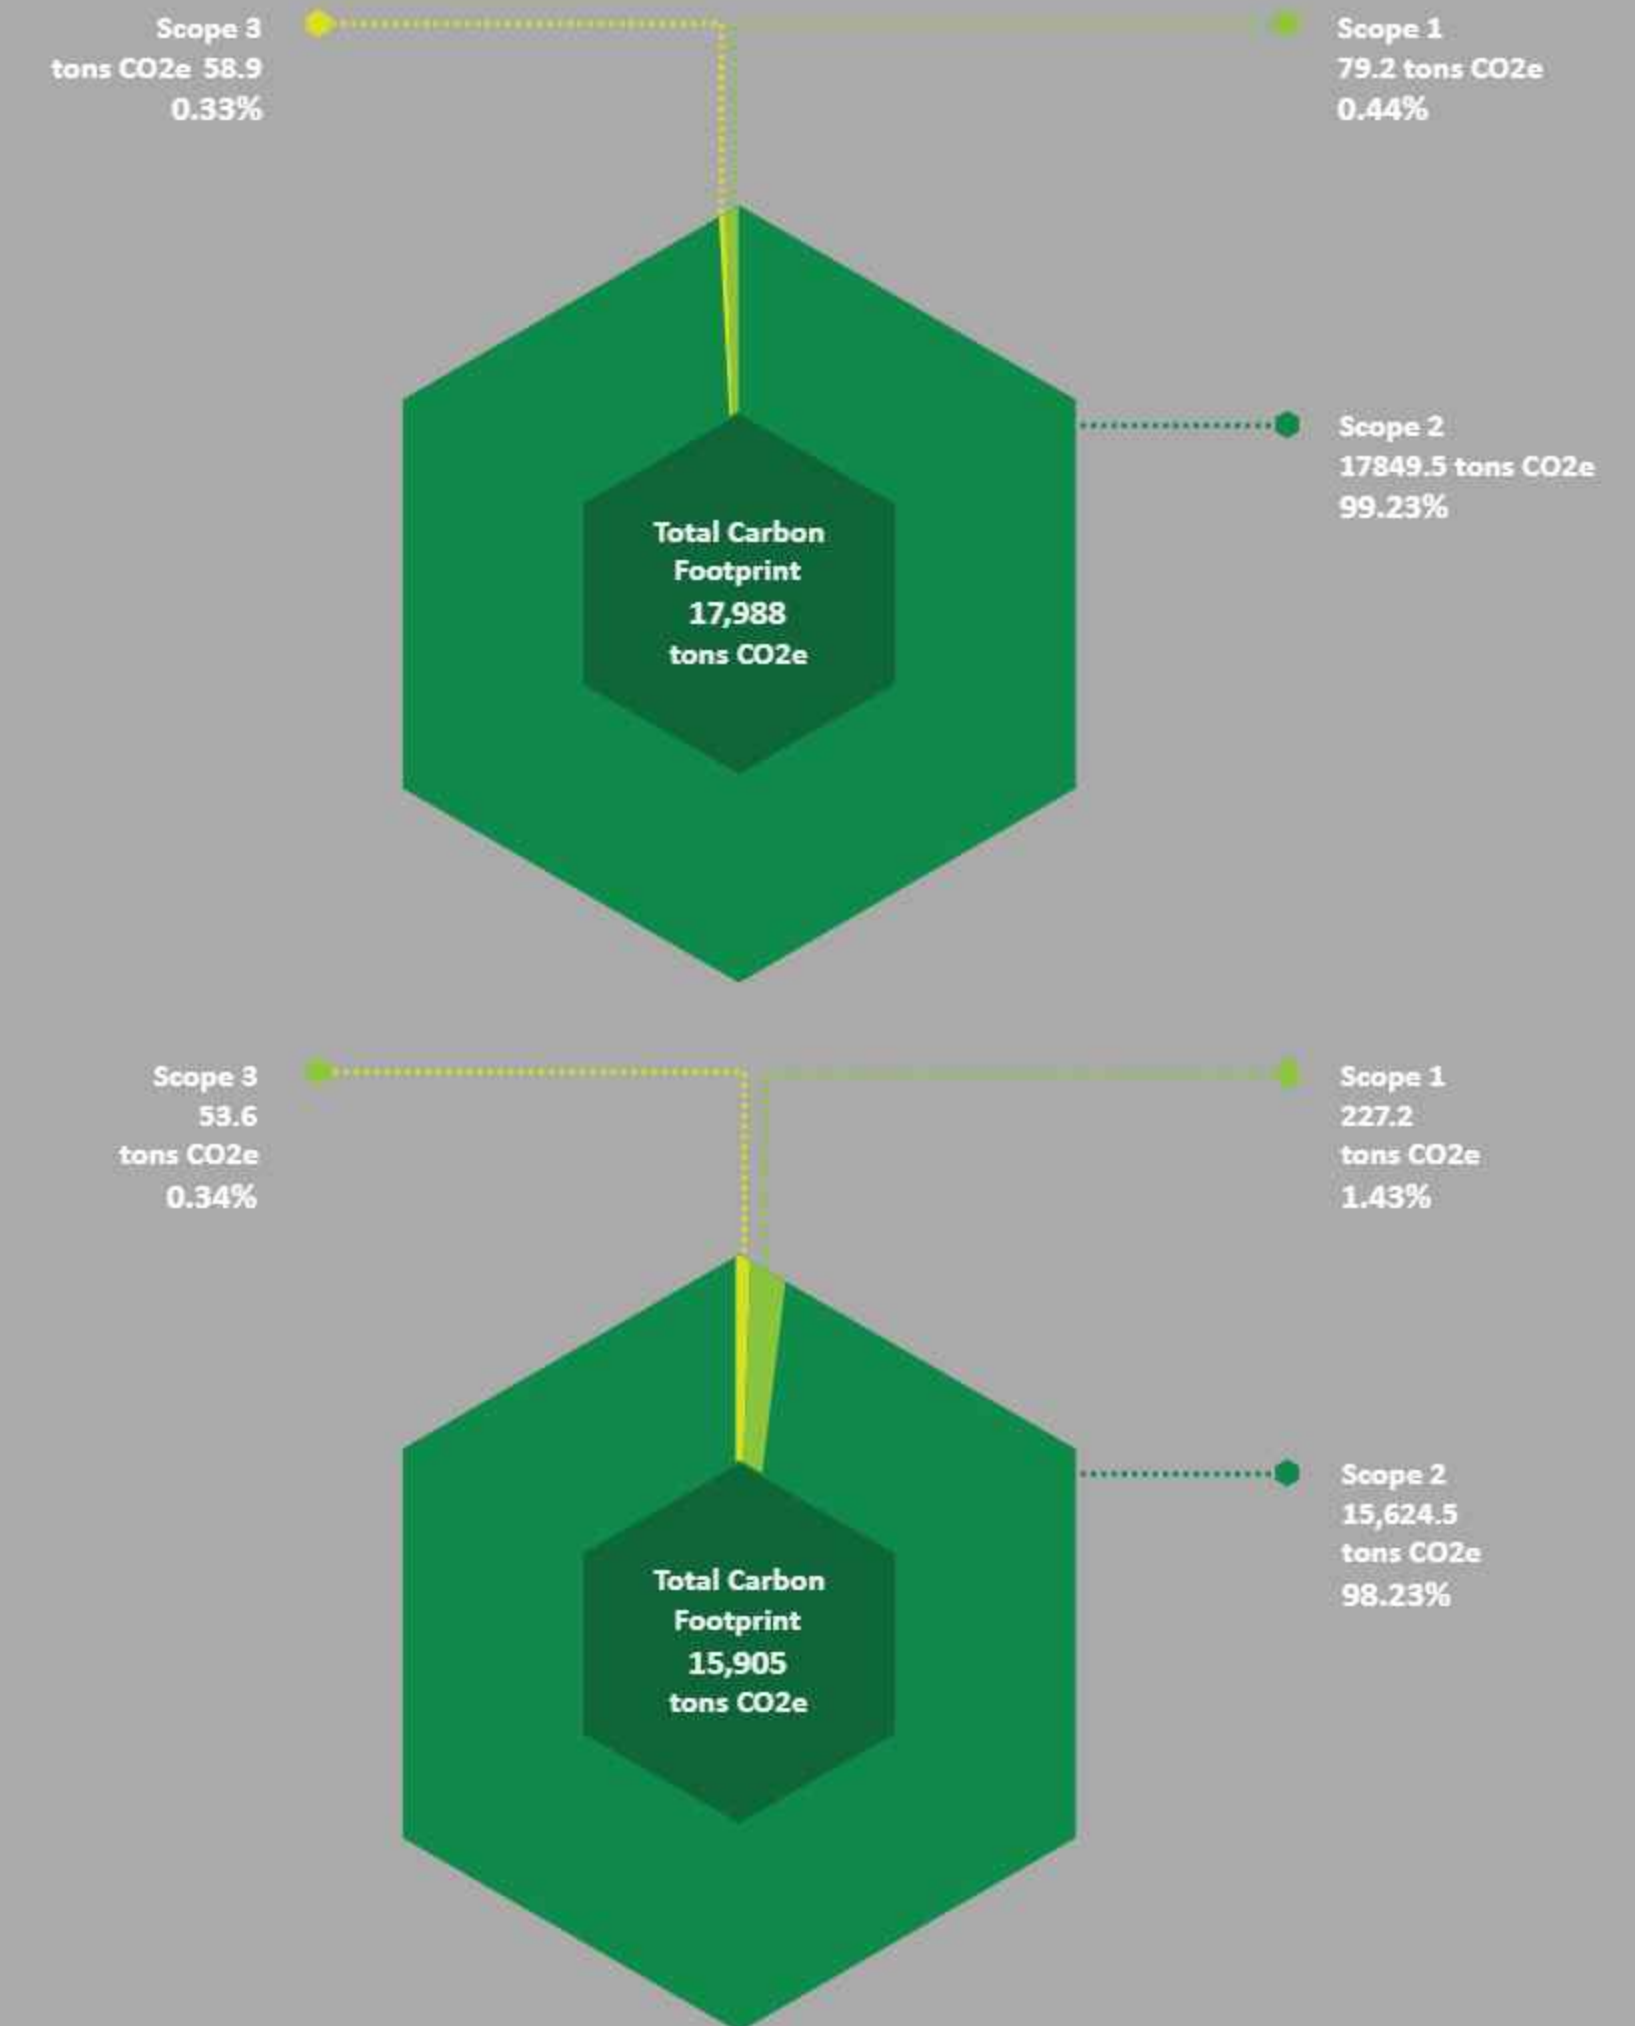 Scope 3
tons CO2e 58.9
0.33%
Scope 1
79.2 tons CO2e
0.44%
Scope 2
17849.5 tons CO2e
99.23%
Total Carbon
Footprint
17,988
tons CO2e
Scope 3
53.6
tons CO2e
0.34%
Scope 1
227.2
tons CO2e
1.43%
Scope 2
15,624.5
tons CO2e
98.23%
Total Carbon
Footprint
15,905
tons CO2e